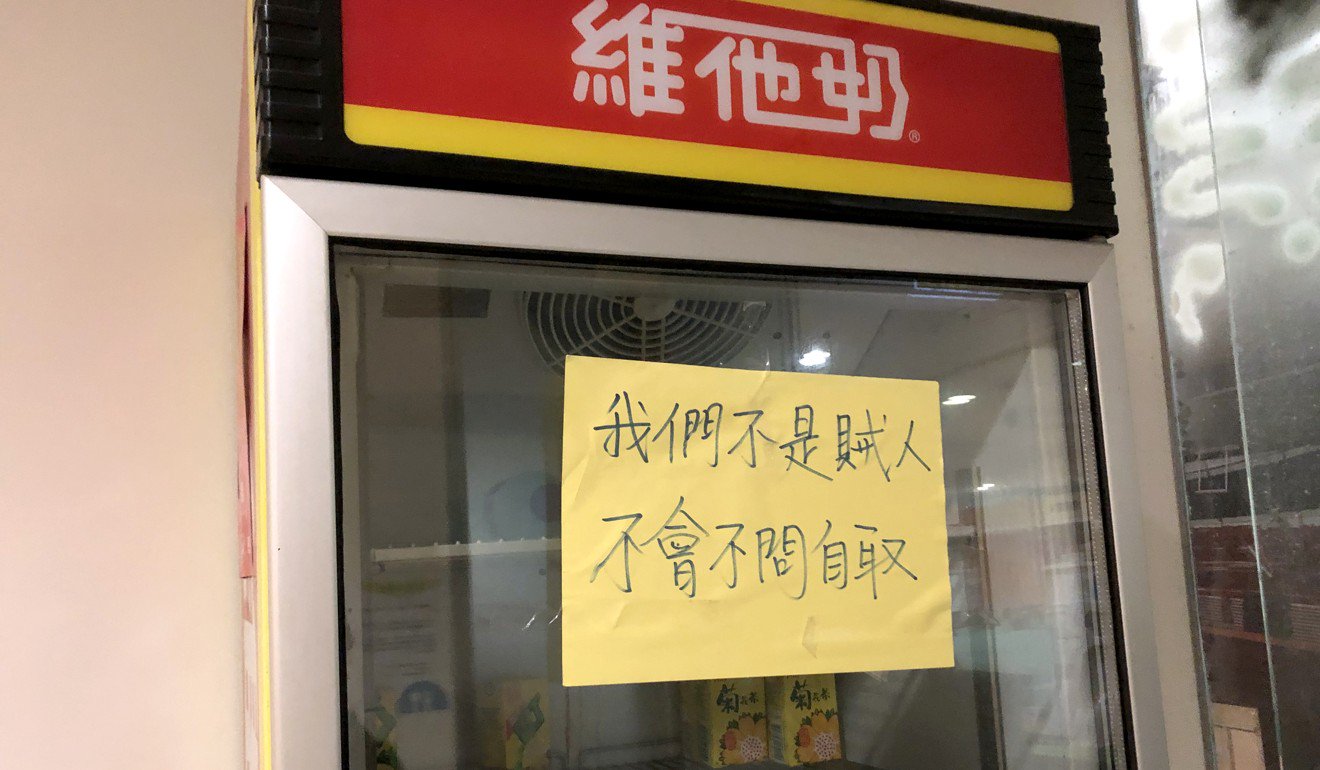 維他奶®
我們不是賊人
不會不問自取
菊花茶
菊花茶